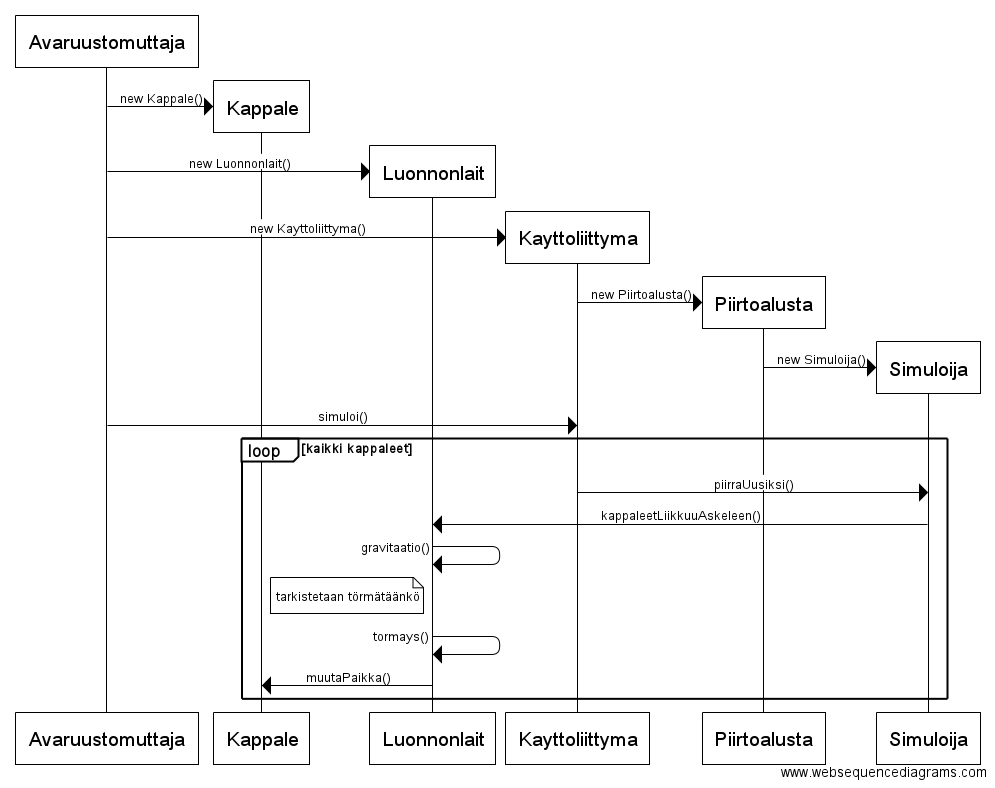 Avaruustomuttaja
new Kappale()
Kappale
new Luonnonlait()
Luonnonlait
new Kayttoliittyma()
Kayttoliittyma
new Piirtoalusta()
Piirtoalusta
new Simuloija()
Simuloija
simuloi()
loop [kaikki kappaleet]
piirraUusiksi()
kappaleetLiikkuuAskeleen()
gravitaatio()
tarkistetaan törmätäänkö
tormays()
muutaPaikka()
Avaruustomuttaja Kappale Luonnonlait Kayttoliittyma Piirtoalusta Simuloija
www.websequencediagrams.com